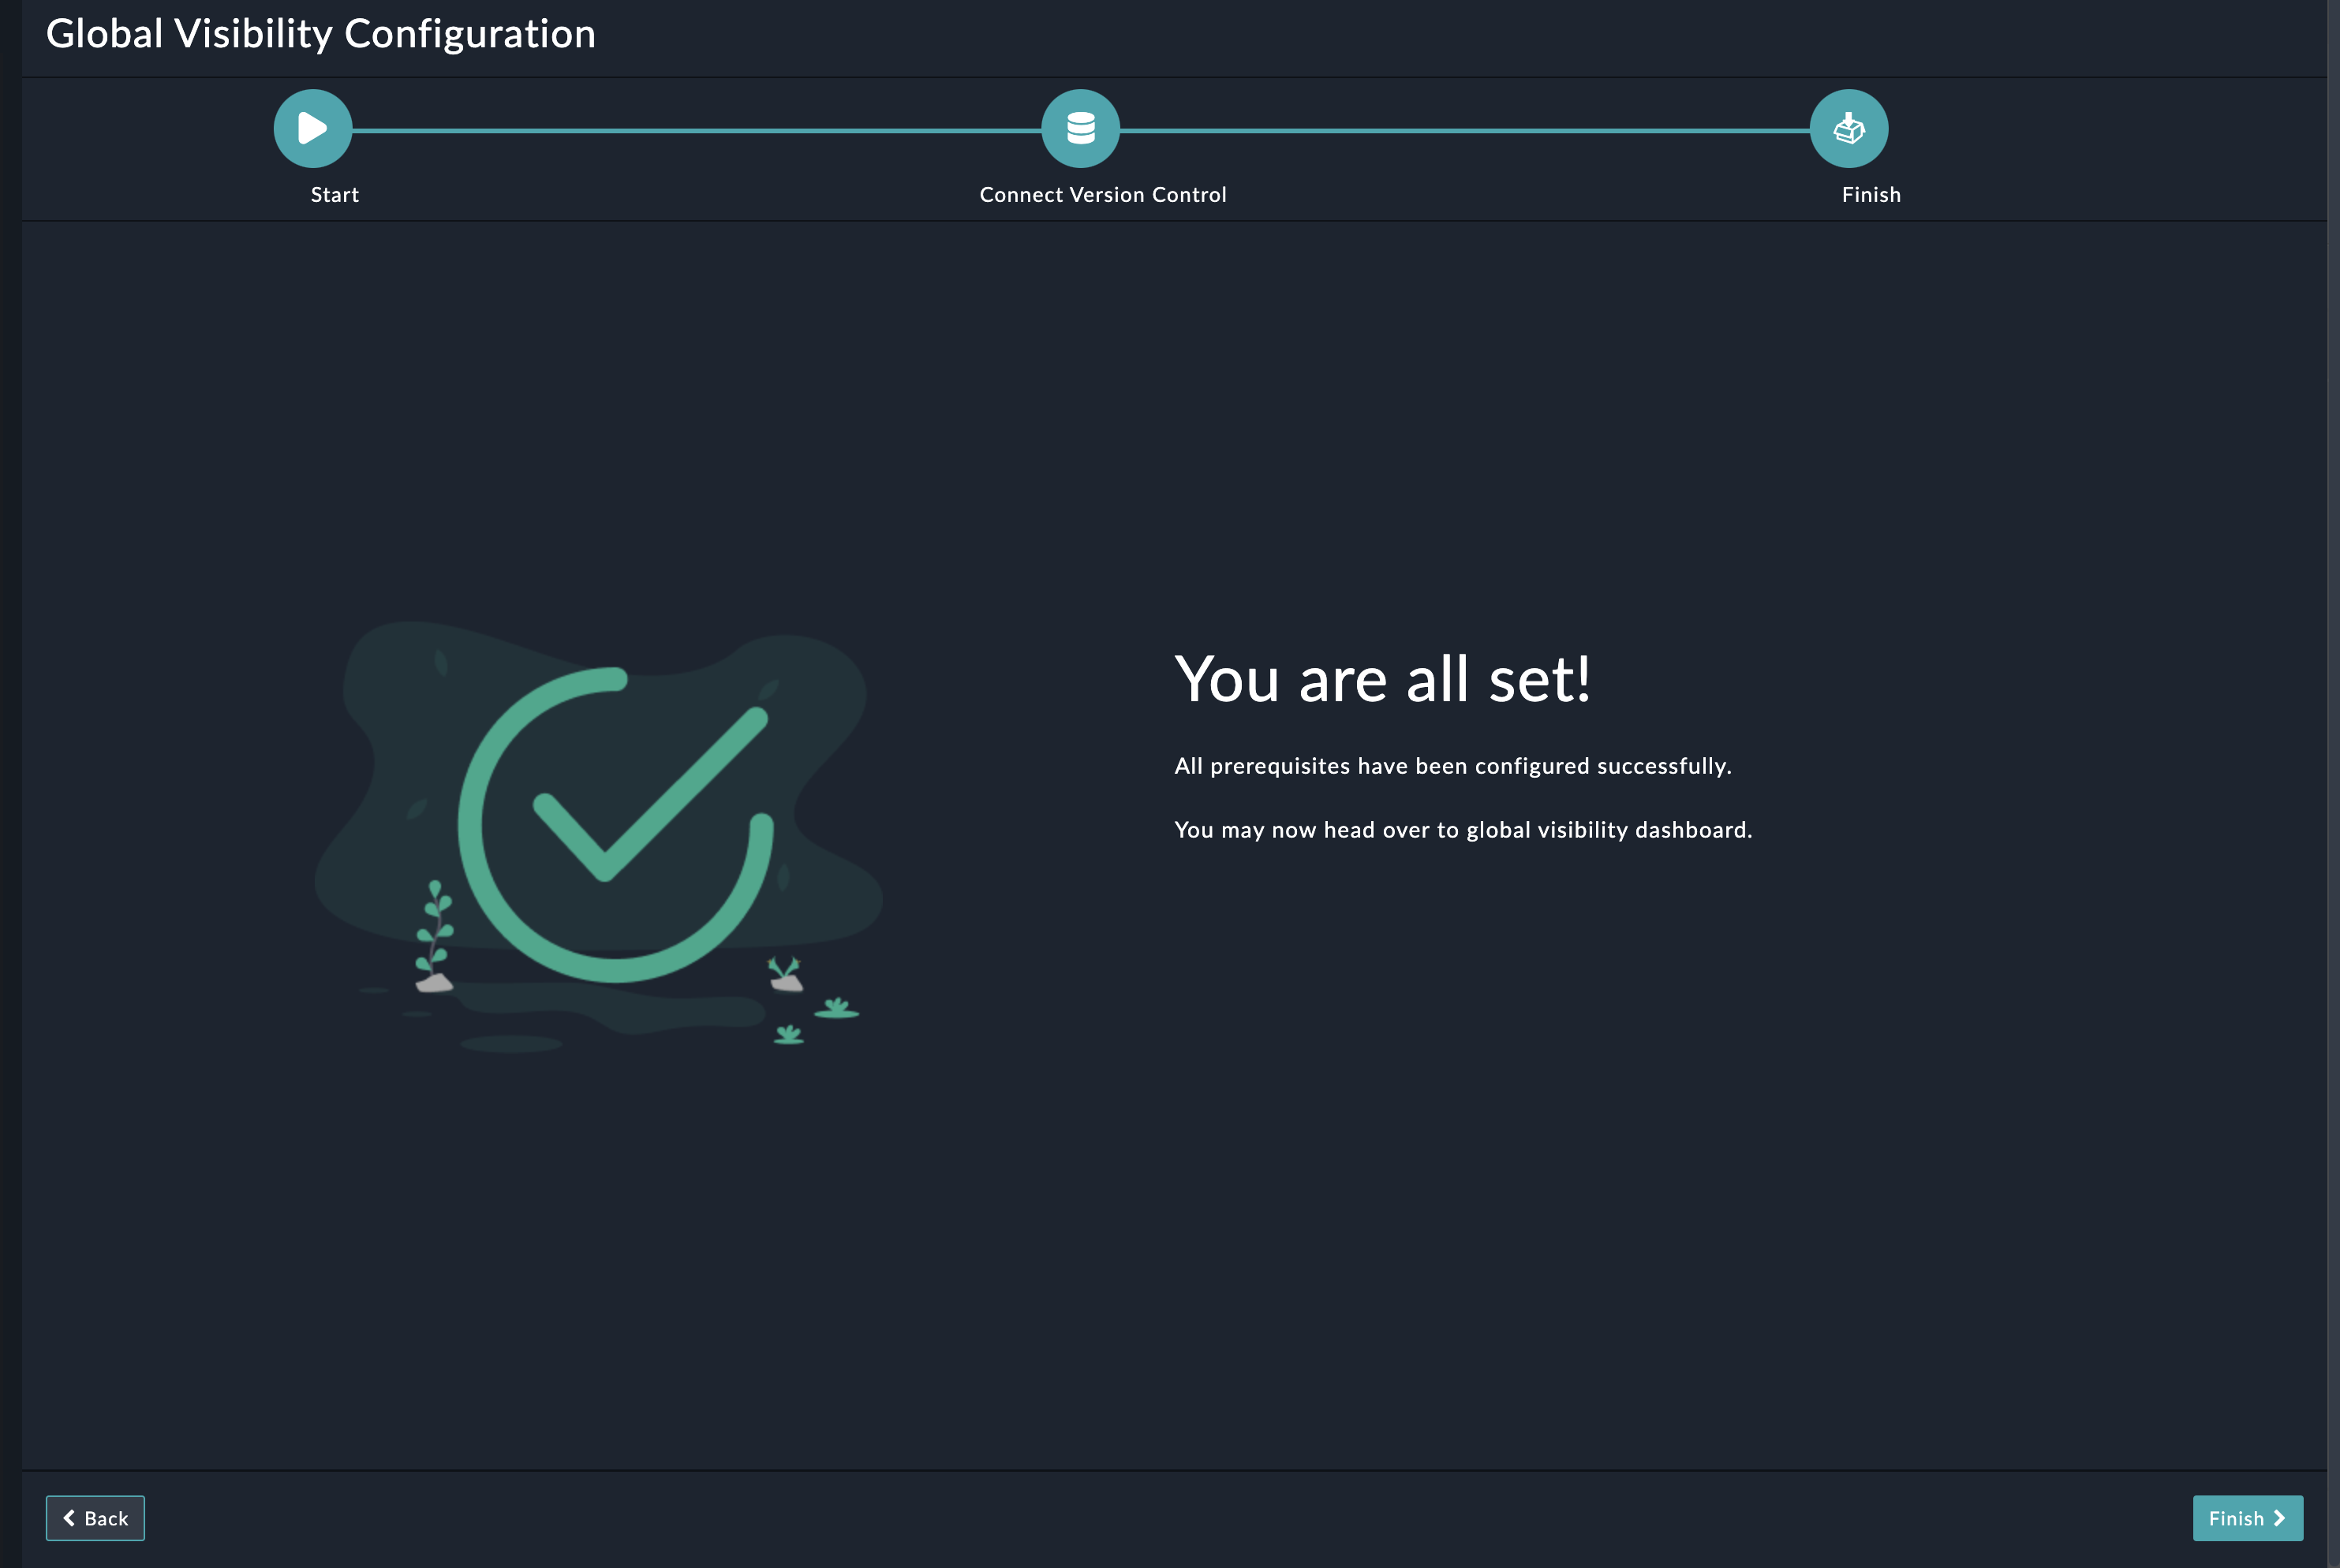 Global Visibility Configuration
Start
Connect Version Control
Finish
You are all set!
All prerequisites have been configured successfully.
You may now head over to global visibility dashboard.
Back
Finish